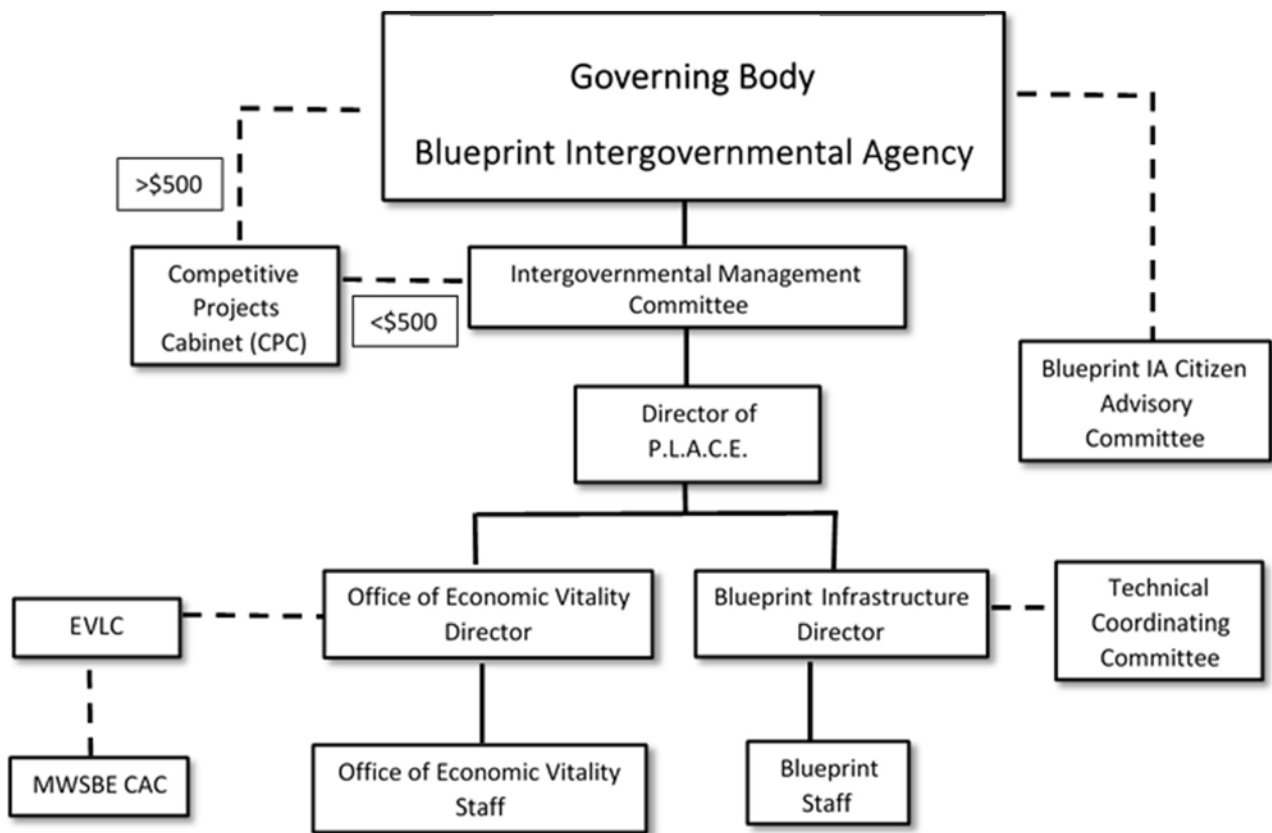 Governing Body
Blueprint Intergovernmental Agency
>$500
Competitive
Projects
Cabinet (CPC)
<$500
Intergovernmental Management
Committee
Blueprint IA Citizen
Advisory
Committee
Director of
P.L.A.C.E.
EVLC
Office of Economic Vitality
Director
Blueprint Infrastructure
Director
Technical
Coordinating
Committee
MWSBE CAC
Office of Economic Vitality
Staff
Blueprint
Staff